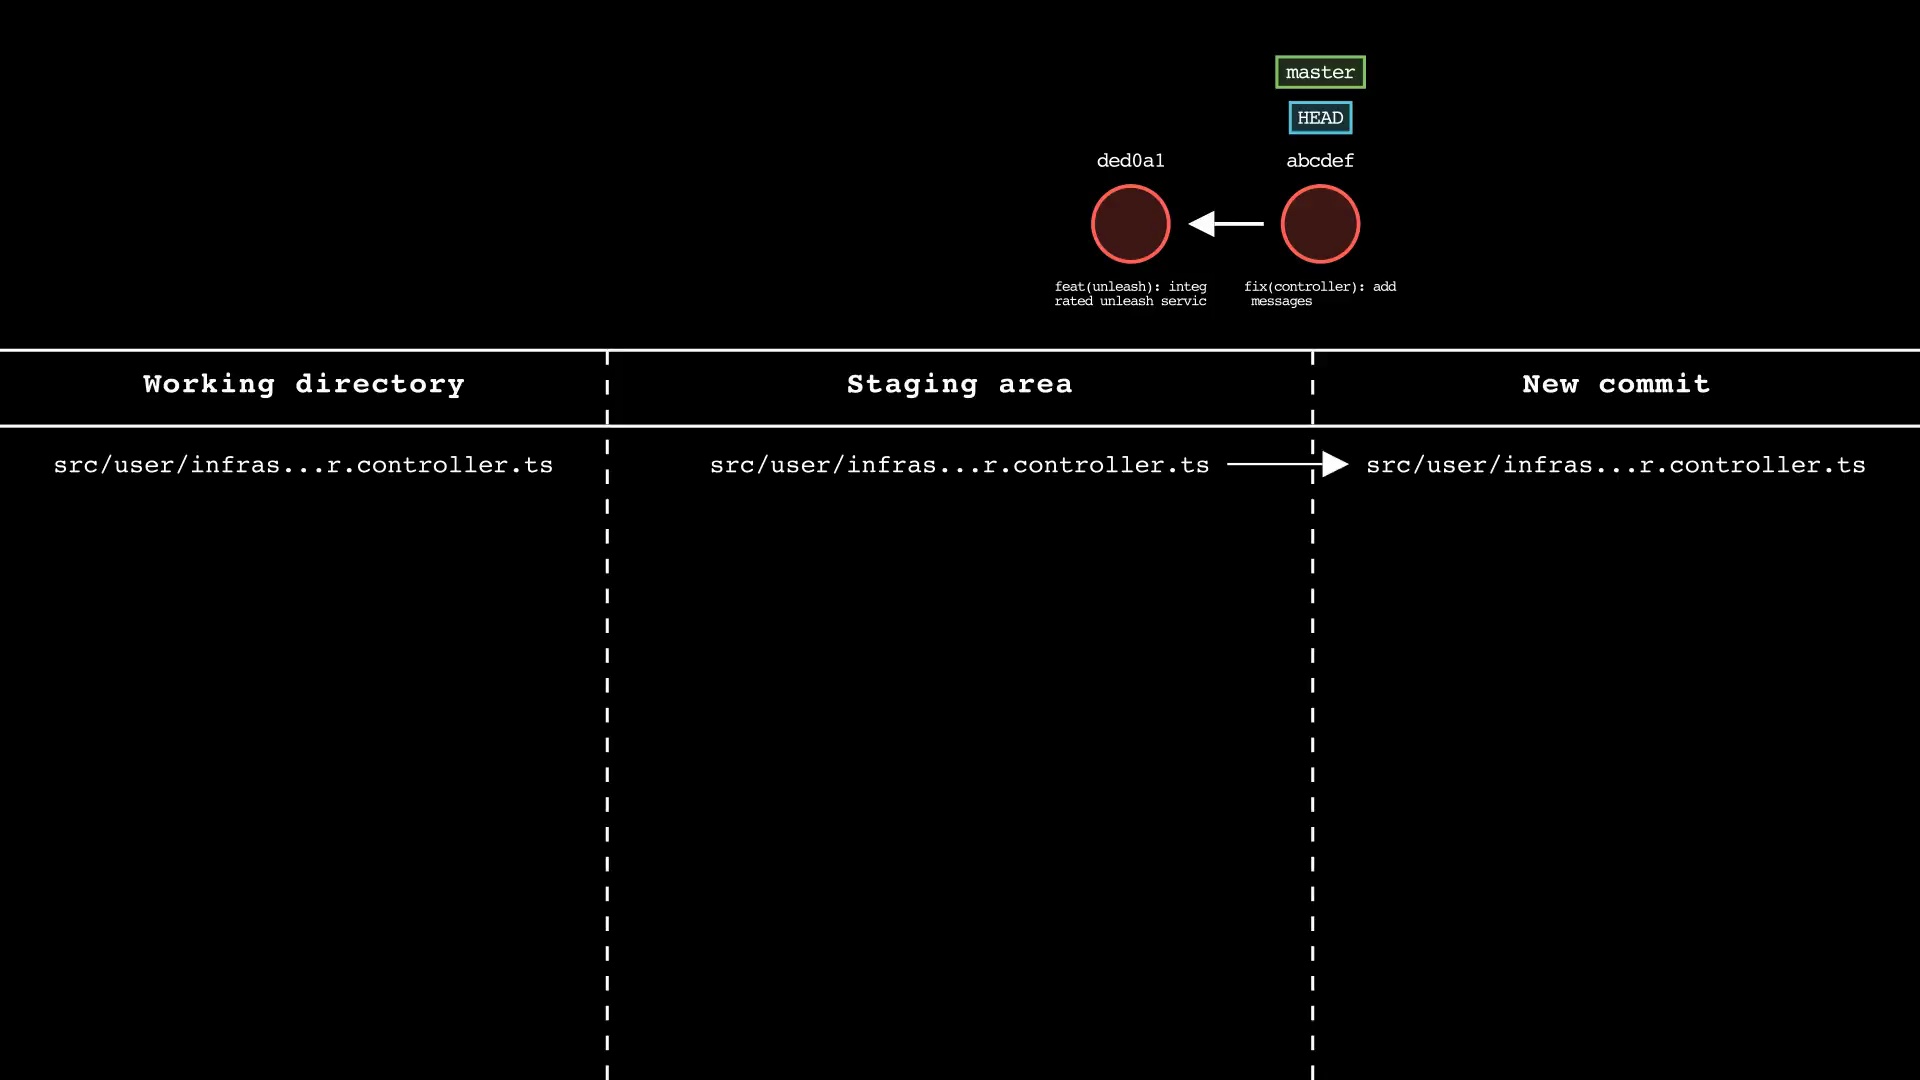 master
HEAD
ded0a1
abcdef
feat(unleash): integ
rated unleash servic
fix(controller): add
messages
Working directory
Staging area
New commit
src/user/infras...r.controller.ts
src/user/infras...r.controller.ts
src/user/infras...r.controller.ts